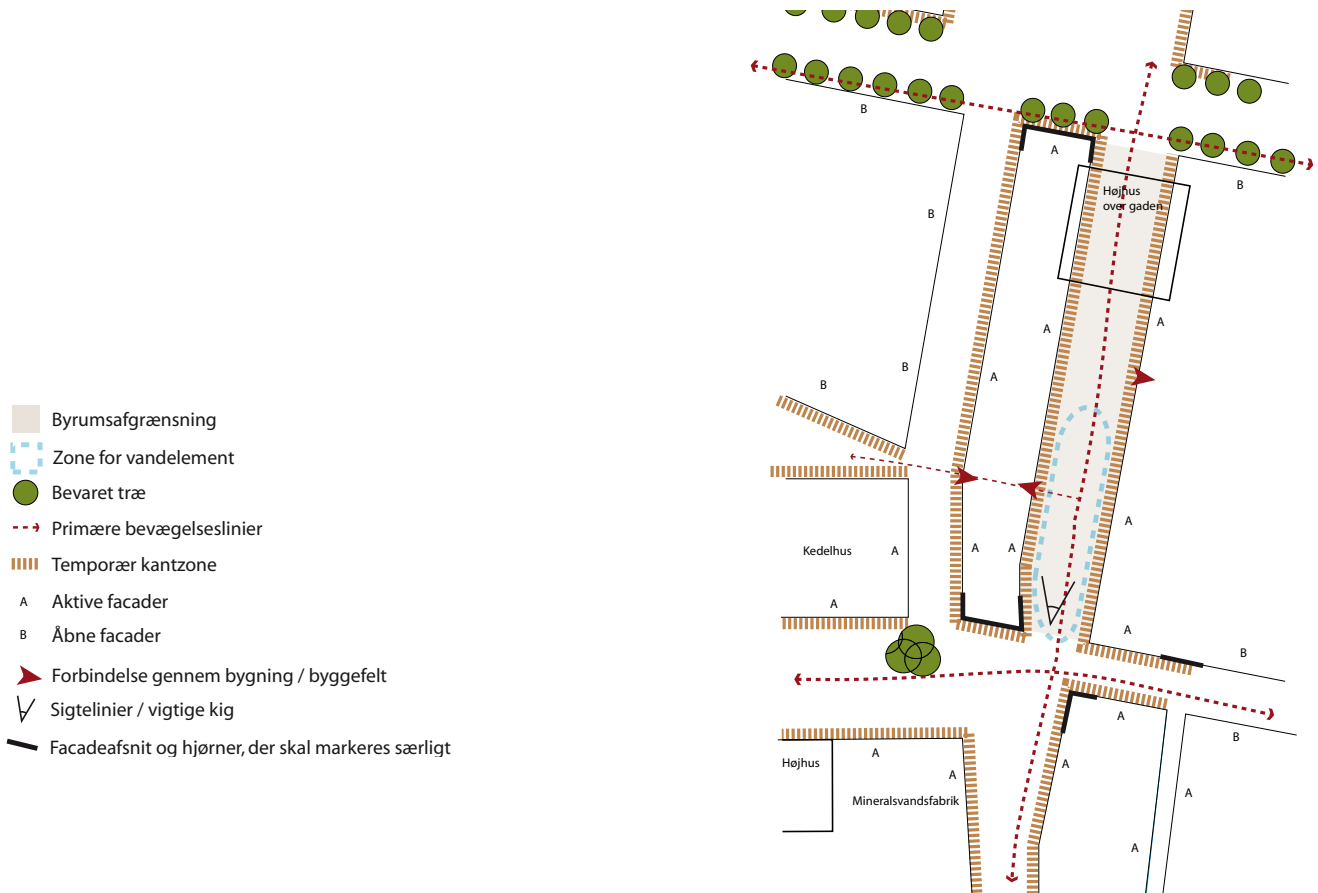 Byrumsafgrænsning
Zone for vandelement
Bevaret træ
Primære bevægelseslinier
Temporær kantzone
A Aktive facader
B Åbne facader
Forbindelse gennem bygning / byggefelt
Sigtelinier / vigtige kig
Facadeafsnit og hjørner, der skal markeres særligt
B
A
B
Højhus
over gaden
B
A
A
B
A
B
A
Kedelhus
A
A
A
A
A
B
A
B
A
A
A
Højhus
Mineralsvandsfabrik
A
A